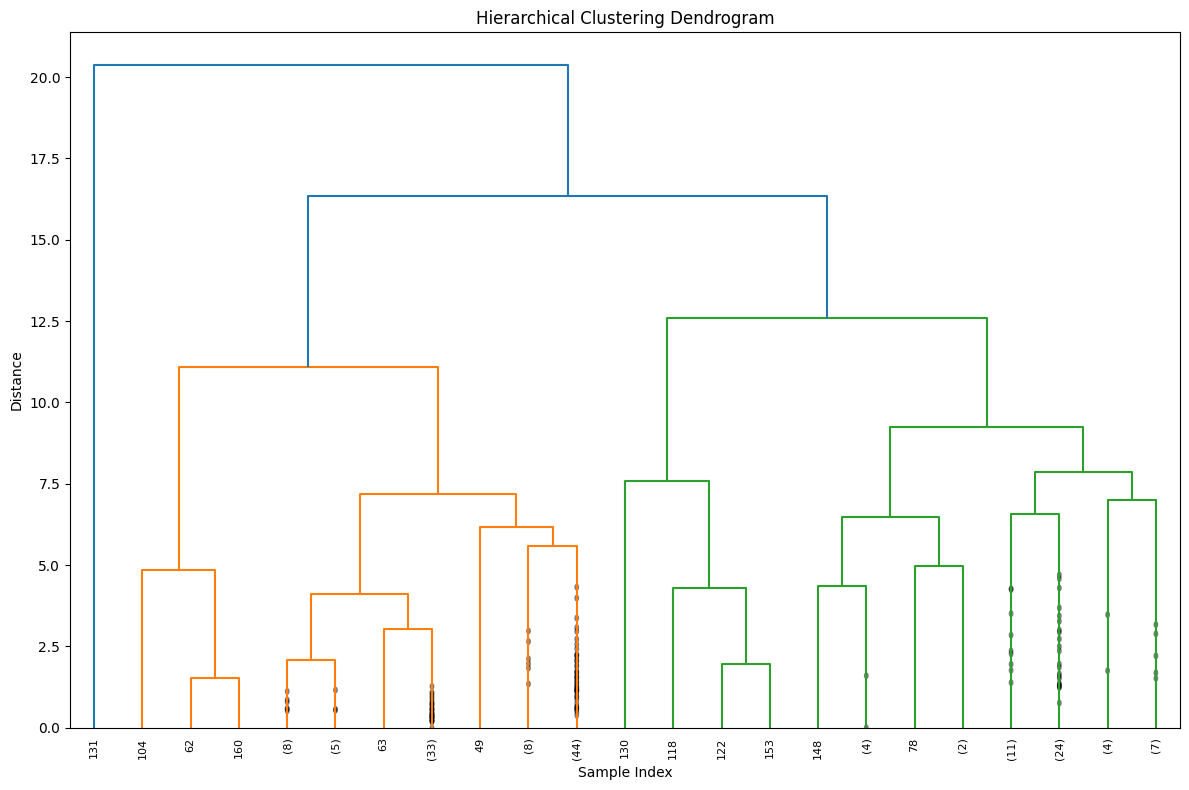 Hierarchical Clustering Dendrogram
20.0
17.5
15.0
12.5
10.0
7.5
5.0
2.5
0.0
Distance
131 104 62 160 (8) (5) 63 (33) 49 (8) (44) 130 118 122 153 148 (4) 78 (2) (11) (24) (4) (7)
Sample Index